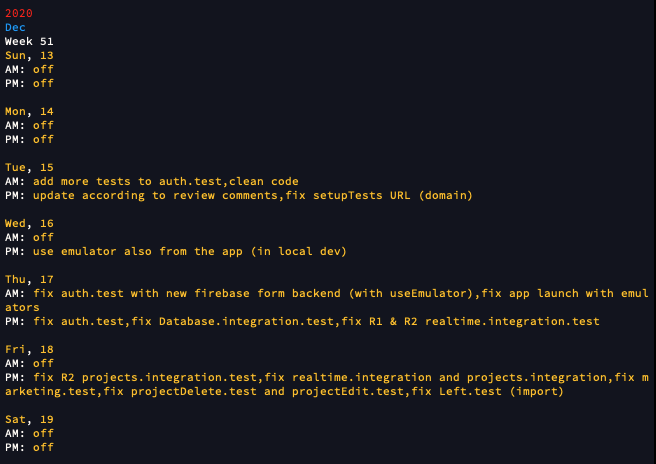 2020
Dec
Week 51
Sun, 13
AM: off
PM: off
Mon, 14
AM: off
PM: off
Tue, 15
AM: add more tests to auth.test,clean code
PM: update according to review comments,fix setupTests URL (domain)
Wed, 16
AM: off
PM: use emulator also from the app (in local dev)
Thu, 17
AM: fix auth.test with new firebase form backend (with useEmulator),fix app launch with emul
ators
PM: fix auth.test,fix Database.integration.test,fix R1 & R2 realtime.integration.test
Fri, 18
AM: off
PM: fix R2 projects.integration.test,fix realtime.integration and projects.integration,fix m
arketing.test,fix projectDelete.test and projectEdit.test,fix Left.test (import)
Sat, 19
AM: off
PM: off